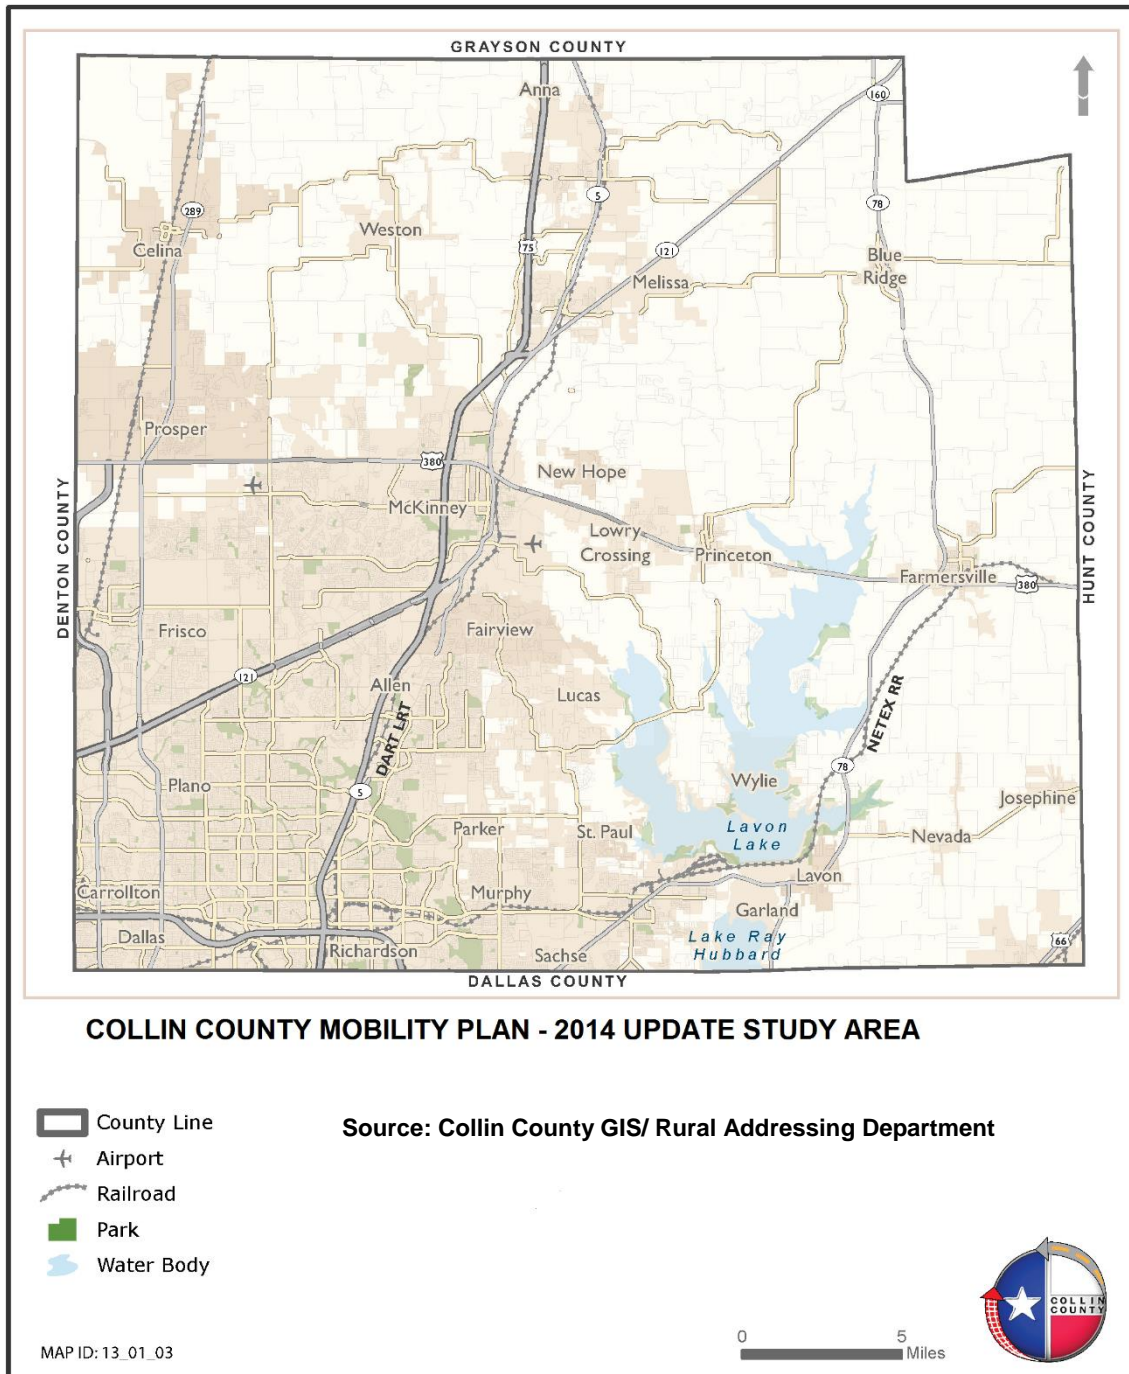 GRAYSON COUNTY
Anna
160
5
78
289
Weston
Celina
75
121
Blue
Ridge
Melissa
Prosper
380
New Hope
McKinney
Lowry
Crossing
Princeton
Farmersville
380
DENTON COUNTY
HUNT COUNTY
Frisco
Fairview
121
Allen
Lucas
DART LRT
NETEX RR
78
Plano
5
Wylie
Josephine
Parker
St. Paul
Lavon
Lake
Nevada
Carrollton
Murphy
Lavon
Garland
Dallas
Richardson
Sachse
Lake Ray
Hubbard
66
DALLAS COUNTY
COLLIN COUNTY MOBILITY PLAN - 2014 UPDATE STUDY AREA
County Line
Source: Collin County GIS/ Rural Addressing Department
Airport
Railroad
Park
Water Body
COLLIN
COUNTY
0 5
Miles
MAP ID: 13_01_03